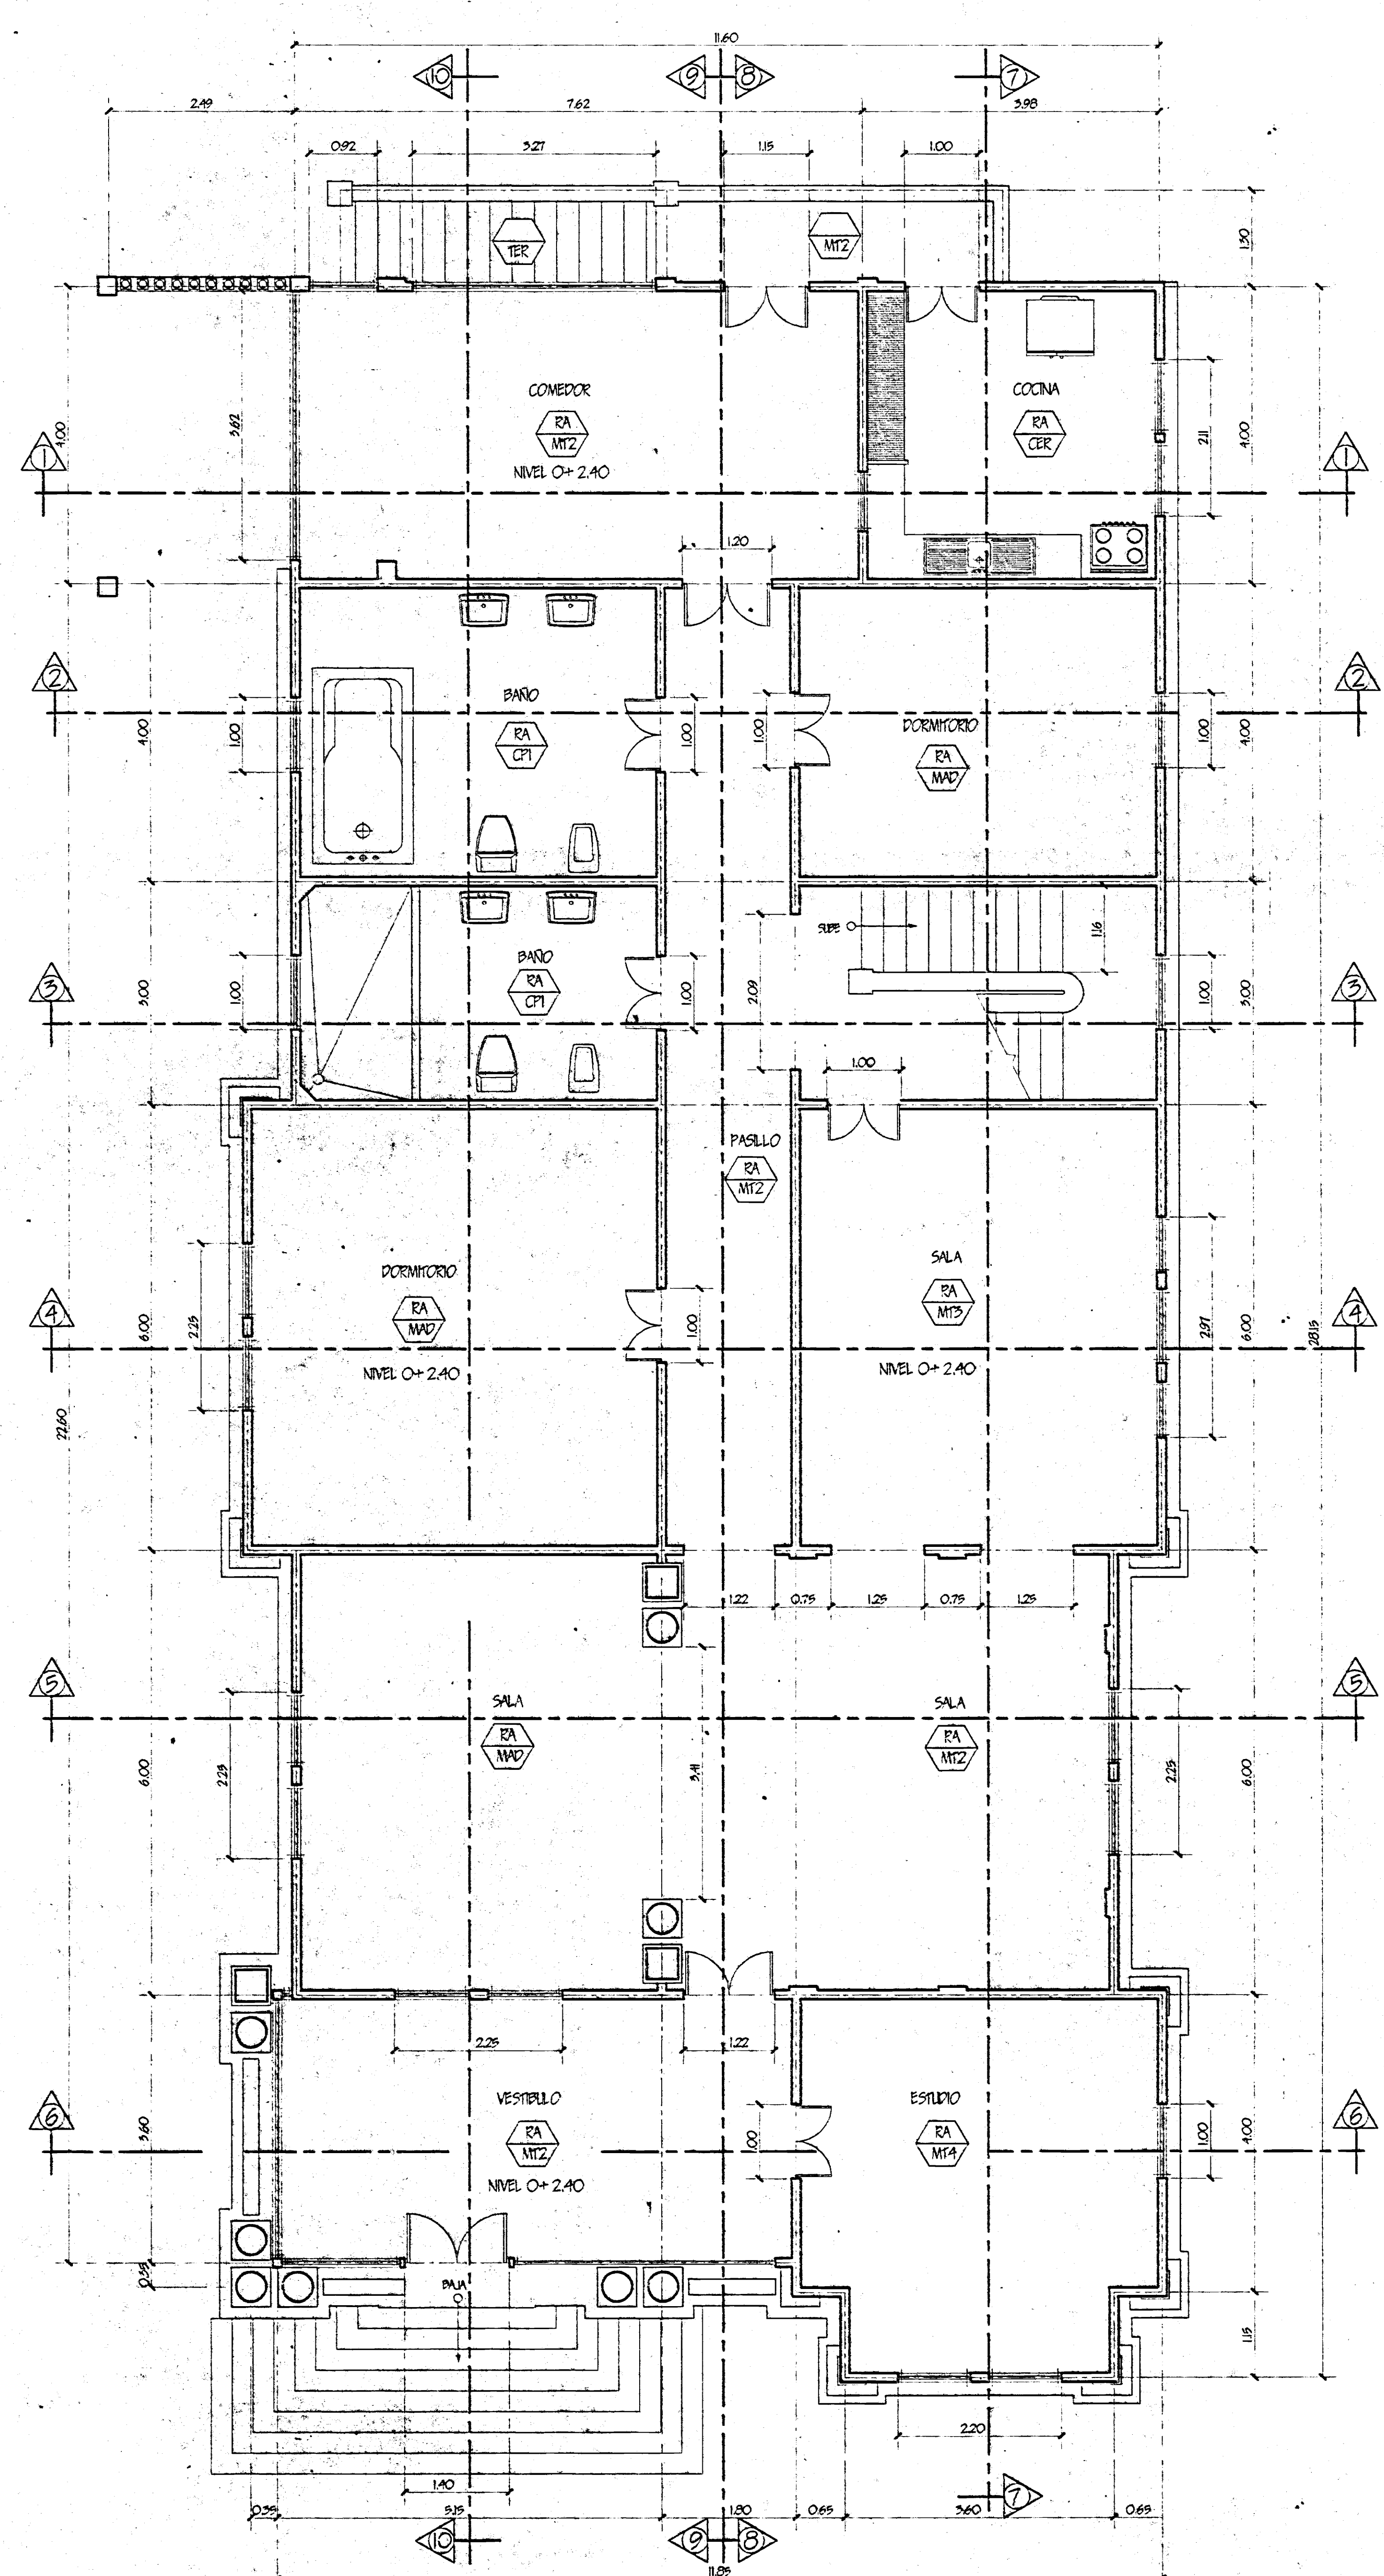 11.60
10
9
8
7
2.49
7.62
3.98
0.92
3.27
1.15
1.00
TER
MT2
1.30
COMEDOR
RA
MT2
NIVEL 0+ 2.40
COCINA
RA
CER
4.00
3.62
2.11
4.00
1
1
1.20
2
2
BAÑO
RA
CP1
DORMITORIO
RA
MAD
4.00
1.00
1.00
1.00
1.00
4.00
SUBE
1.16
BAÑO
RA
CP1
3
3
3.00
1.00
1.00
2.09
1.00
3.00
1.00
PASILLO
RA
MT2
DORMITORIO
RA
MAD
NIVEL 0+ 2.40
SALA
RA
MT3
NIVEL 0+ 2.40
4
4
22.60
6.00
2.25
1.00
2.97
6.00
28.15
1.22
0.75
1.25
0.75
1.25
5
5
SALA
RA
MAD
SALA
RA
MT2
6.00
2.25
3.41
2.25
6.00
2.25
1.22
VESTIBULO
RA
MT2
NIVEL 0+ 2.40
ESTUDIO
RA
MT4
6
6
3.60
1.00
1.00
4.00
0.35
BAJA
1.15
2.20
1.40
7
0.35
5.15
1.80
0.65
3.60
0.65
10
9
8
11.85